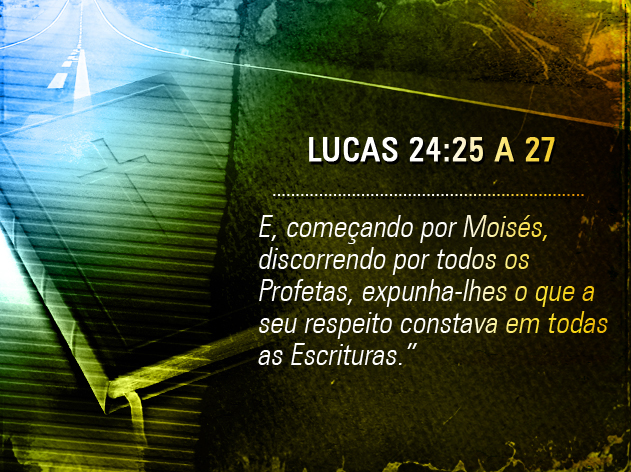 LUCAS 24:25 A 27
E, começando por Moisés,
discorrendo por todos os
Profetas, expunha-lhes o que a
seu respeito constava em todas
as Escrituras.”